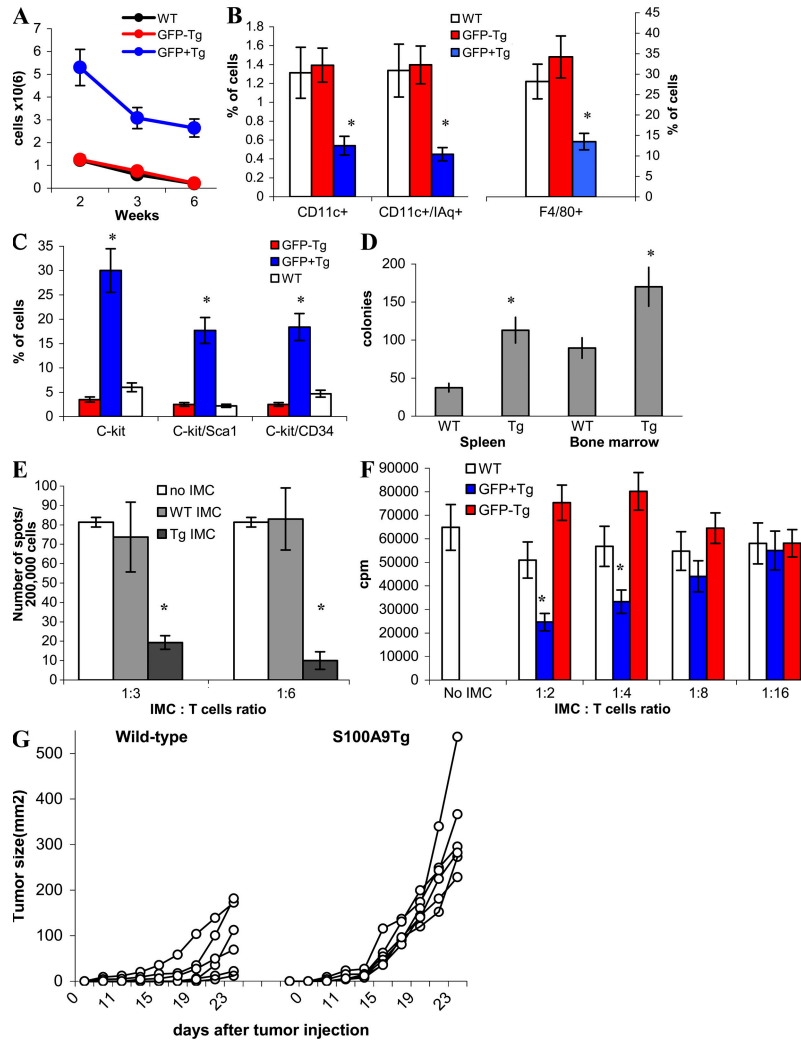 A
WT
GFP-Tg
GFP+Tg
cells x10(6)
6
5
4
3
2
1
0
2 3 6
Weeks
B
WT
GFP-Tg
GFP+Tg
% of cells
1.8
1.6
1.4
1.2
1
0.8
0.6
0.4
0.2
0
* * *
CD11c+ CD11c+/IAq+ F4/80+
45
40
35
30
25
20
15
10
5
0
% of cells
C
GFP-Tg
GFP+Tg
WT
% of cells
35
30
25
20
15
10
5
0
* * *
C-kit C-kit/Sca1 C-kit/CD34
D
colonies
200
150
100
50
0
* *
WT Tg WT Tg
Spleen Bone marrow
E
no IMC
WT IMC
Tg IMC
Number of spots/
200,000 cells
100
90
80
70
60
50
40
30
20
10
0
* *
1:3 1:6
IMC : T cells ratio
F
WT
GFP+Tg
GFP-Tg
cpm
90000
80000
70000
60000
50000
40000
30000
20000
10000
0
* *
No IMC 1:2 1:4 1:8 1:16
IMC : T cells ratio
G
Wild-type S100A9Tg
Tumor size(mm2)
500
400
300
200
100
0
0 11 15 19 23 0 11 15 19 23
days after tumor injection